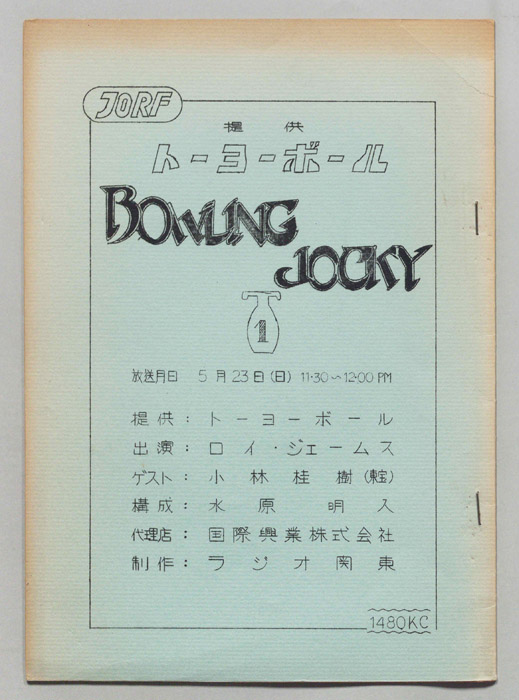 JORF
提供
トーヨーボール
BOWLING
JOCKY
1
放送月日 5月23日(日) 11・30〜12・00 PM
提供:トーヨーボール
出演:ロイ・ジェームス
ゲスト:小林桂樹(東宝)
構成:水原明人
代理店:国際興業株式会社
制作:ラジオ関東
1480KC